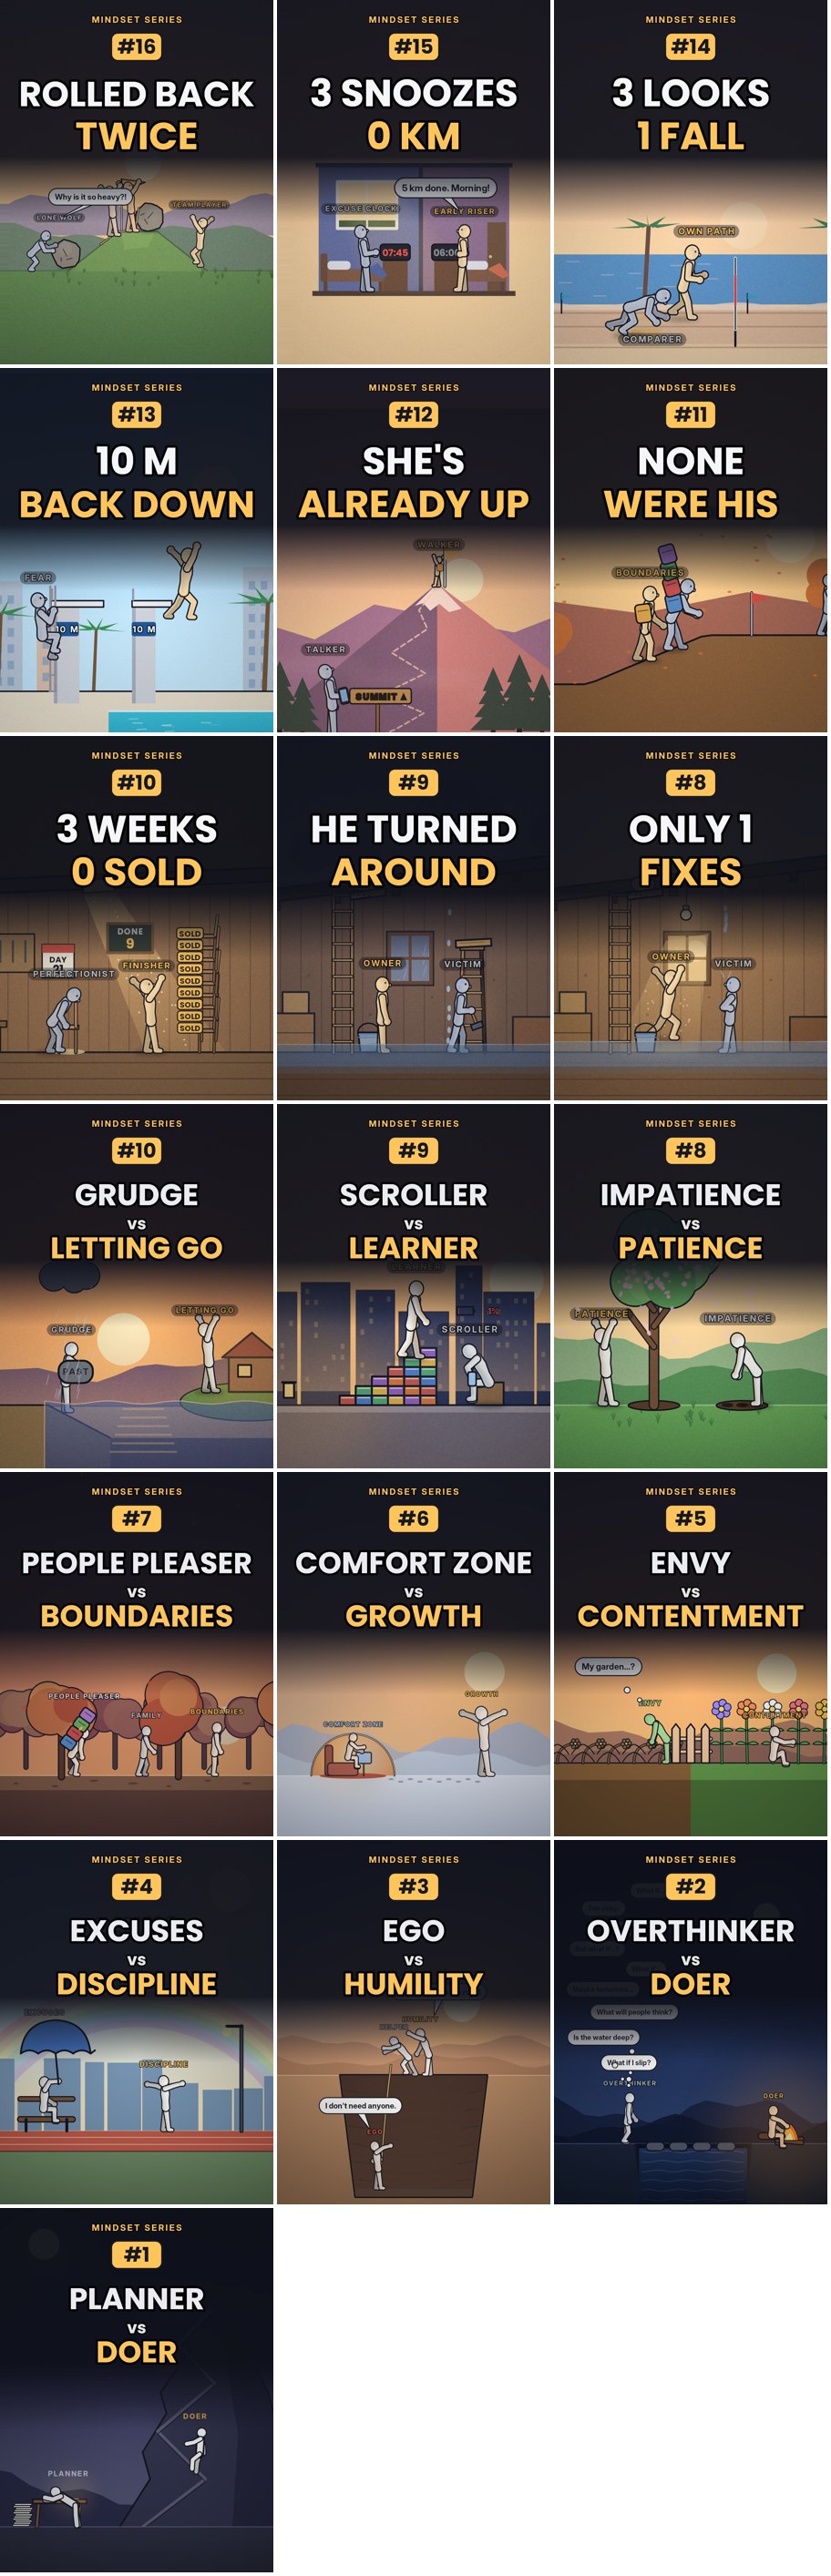 MINDSET SERIES
#16
ROLLED BACK
TWICE
Why is it so heavy?!
LONE WOLF
TEAM PLAYER
MINDSET SERIES
#15
3 SNOOZES
0 KM
5 km done. Morning!
EXCUSE CLOCK
EARLY RISER
07:45
06:00
MINDSET SERIES
#14
3 LOOKS
1 FALL
OWN PATH
COMPARER
MINDSET SERIES
#13
10 M
BACK DOWN
FEAR
10 M
10 M
MINDSET SERIES
#12
SHE'S
ALREADY UP
WALKER
TALKER
SUMMIT
MINDSET SERIES
#11
NONE
WERE HIS
BOUNDARIES
MINDSET SERIES
#10
3 WEEKS
0 SOLD
DONE
9
DAY
21
PERFECTIONIST
FINISHER
SOLD
SOLD
SOLD
SOLD
SOLD
SOLD
SOLD
SOLD
SOLD
MINDSET SERIES
#9
HE TURNED
AROUND
OWNER
VICTIM
MINDSET SERIES
#8
ONLY 1
FIXES
OWNER
VICTIM
MINDSET SERIES
#10
GRUDGE
VS
LETTING GO
LETTING GO
GRUDGE
PAST
MINDSET SERIES
#9
SCROLLER
VS
LEARNER
LEARNER
3%
SCROLLER
MINDSET SERIES
#8
IMPATIENCE
VS
PATIENCE
PATIENCE
IMPATIENCE
MINDSET SERIES
#7
PEOPLE PLEASER
VS
BOUNDARIES
PEOPLE PLEASER
FAMILY
BOUNDARIES
MINDSET SERIES
#6
COMFORT ZONE
VS
GROWTH
GROWTH
COMFORT ZONE
MINDSET SERIES
#5
ENVY
VS
CONTENTMENT
My garden...?
ENVY
CONTENTMENT
MINDSET SERIES
#4
EXCUSES
VS
DISCIPLINE
EXCUSES
DISCIPLINE
MINDSET SERIES
#3
EGO
VS
HUMILITY
HUMILITY
HELPER
I don't need anyone.
EGO
MINDSET SERIES
#2
OVERTHINKER
VS
DOER
What will people think?
Is the water deep?
What if I slip?
OVERTHINKER
DOER
MINDSET SERIES
#1
PLANNER
VS
DOER
DOER
PLANNER